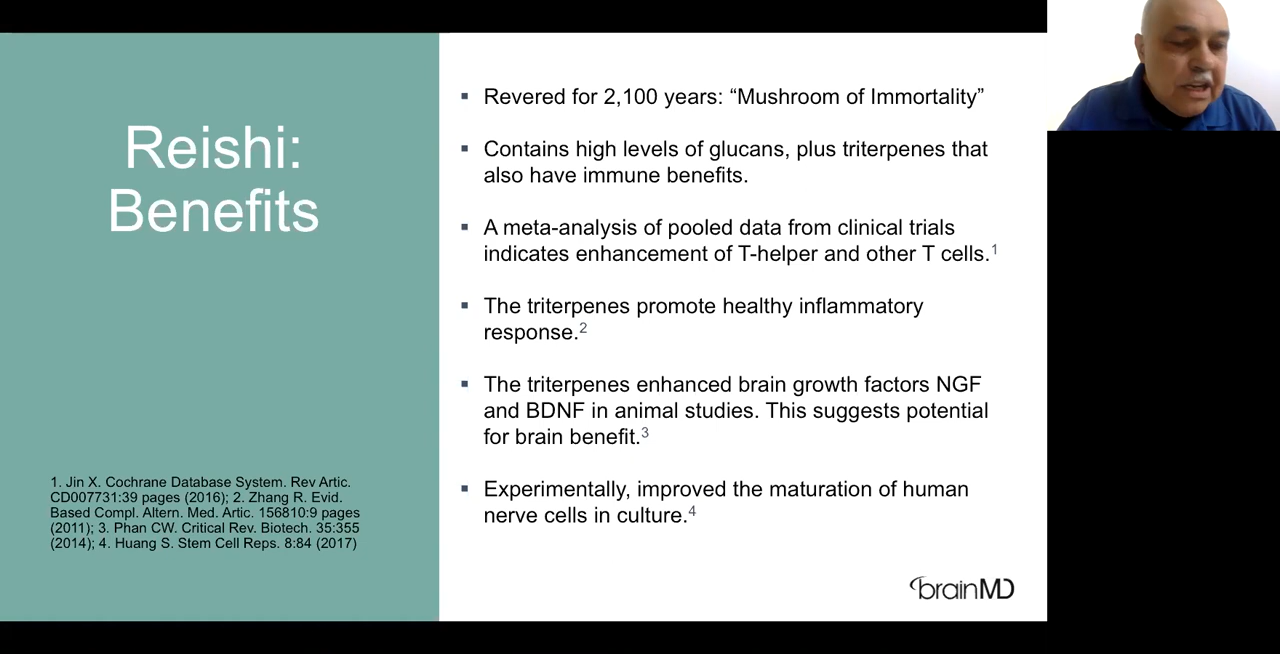 Reishi:
Benefits
1. Jin X. Cochrane Database System. Rev Artic.
CD007731:39 pages (2016); 2. Zhang R. Evid.
Based Compl. Altern. Med. Artic. 156810:9 pages
(2011); 3. Phan CW. Critical Rev. Biotech. 35:355
(2014); 4. Huang S. Stem Cell Reps. 8:84 (2017)
▪ Revered for 2,100 years: “Mushroom of Immortality”
▪ Contains high levels of glucans, plus triterpenes that
also have immune benefits.
▪ A meta-analysis of pooled data from clinical trials
indicates enhancement of T-helper and other T cells.¹
▪ The triterpenes promote healthy inflammatory
response.²
▪ The triterpenes enhanced brain growth factors NGF
and BDNF in animal studies. This suggests potential
for brain benefit.³
▪ Experimentally, improved the maturation of human
nerve cells in culture.⁴
brainMD